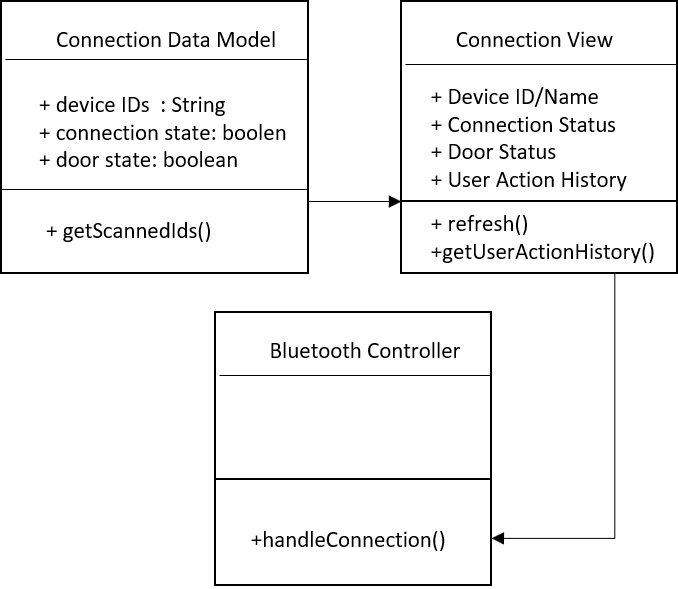 Connection Data Model
+ device IDs : String
+ connection state: boolen
+ door state: boolean
+ getScannedIds()
Connection View
+ Device ID/Name
+ Connection Status
+ Door Status
+ User Action History
+ refresh()
+getUserActionHistory()
Bluetooth Controller
+handleConnection()